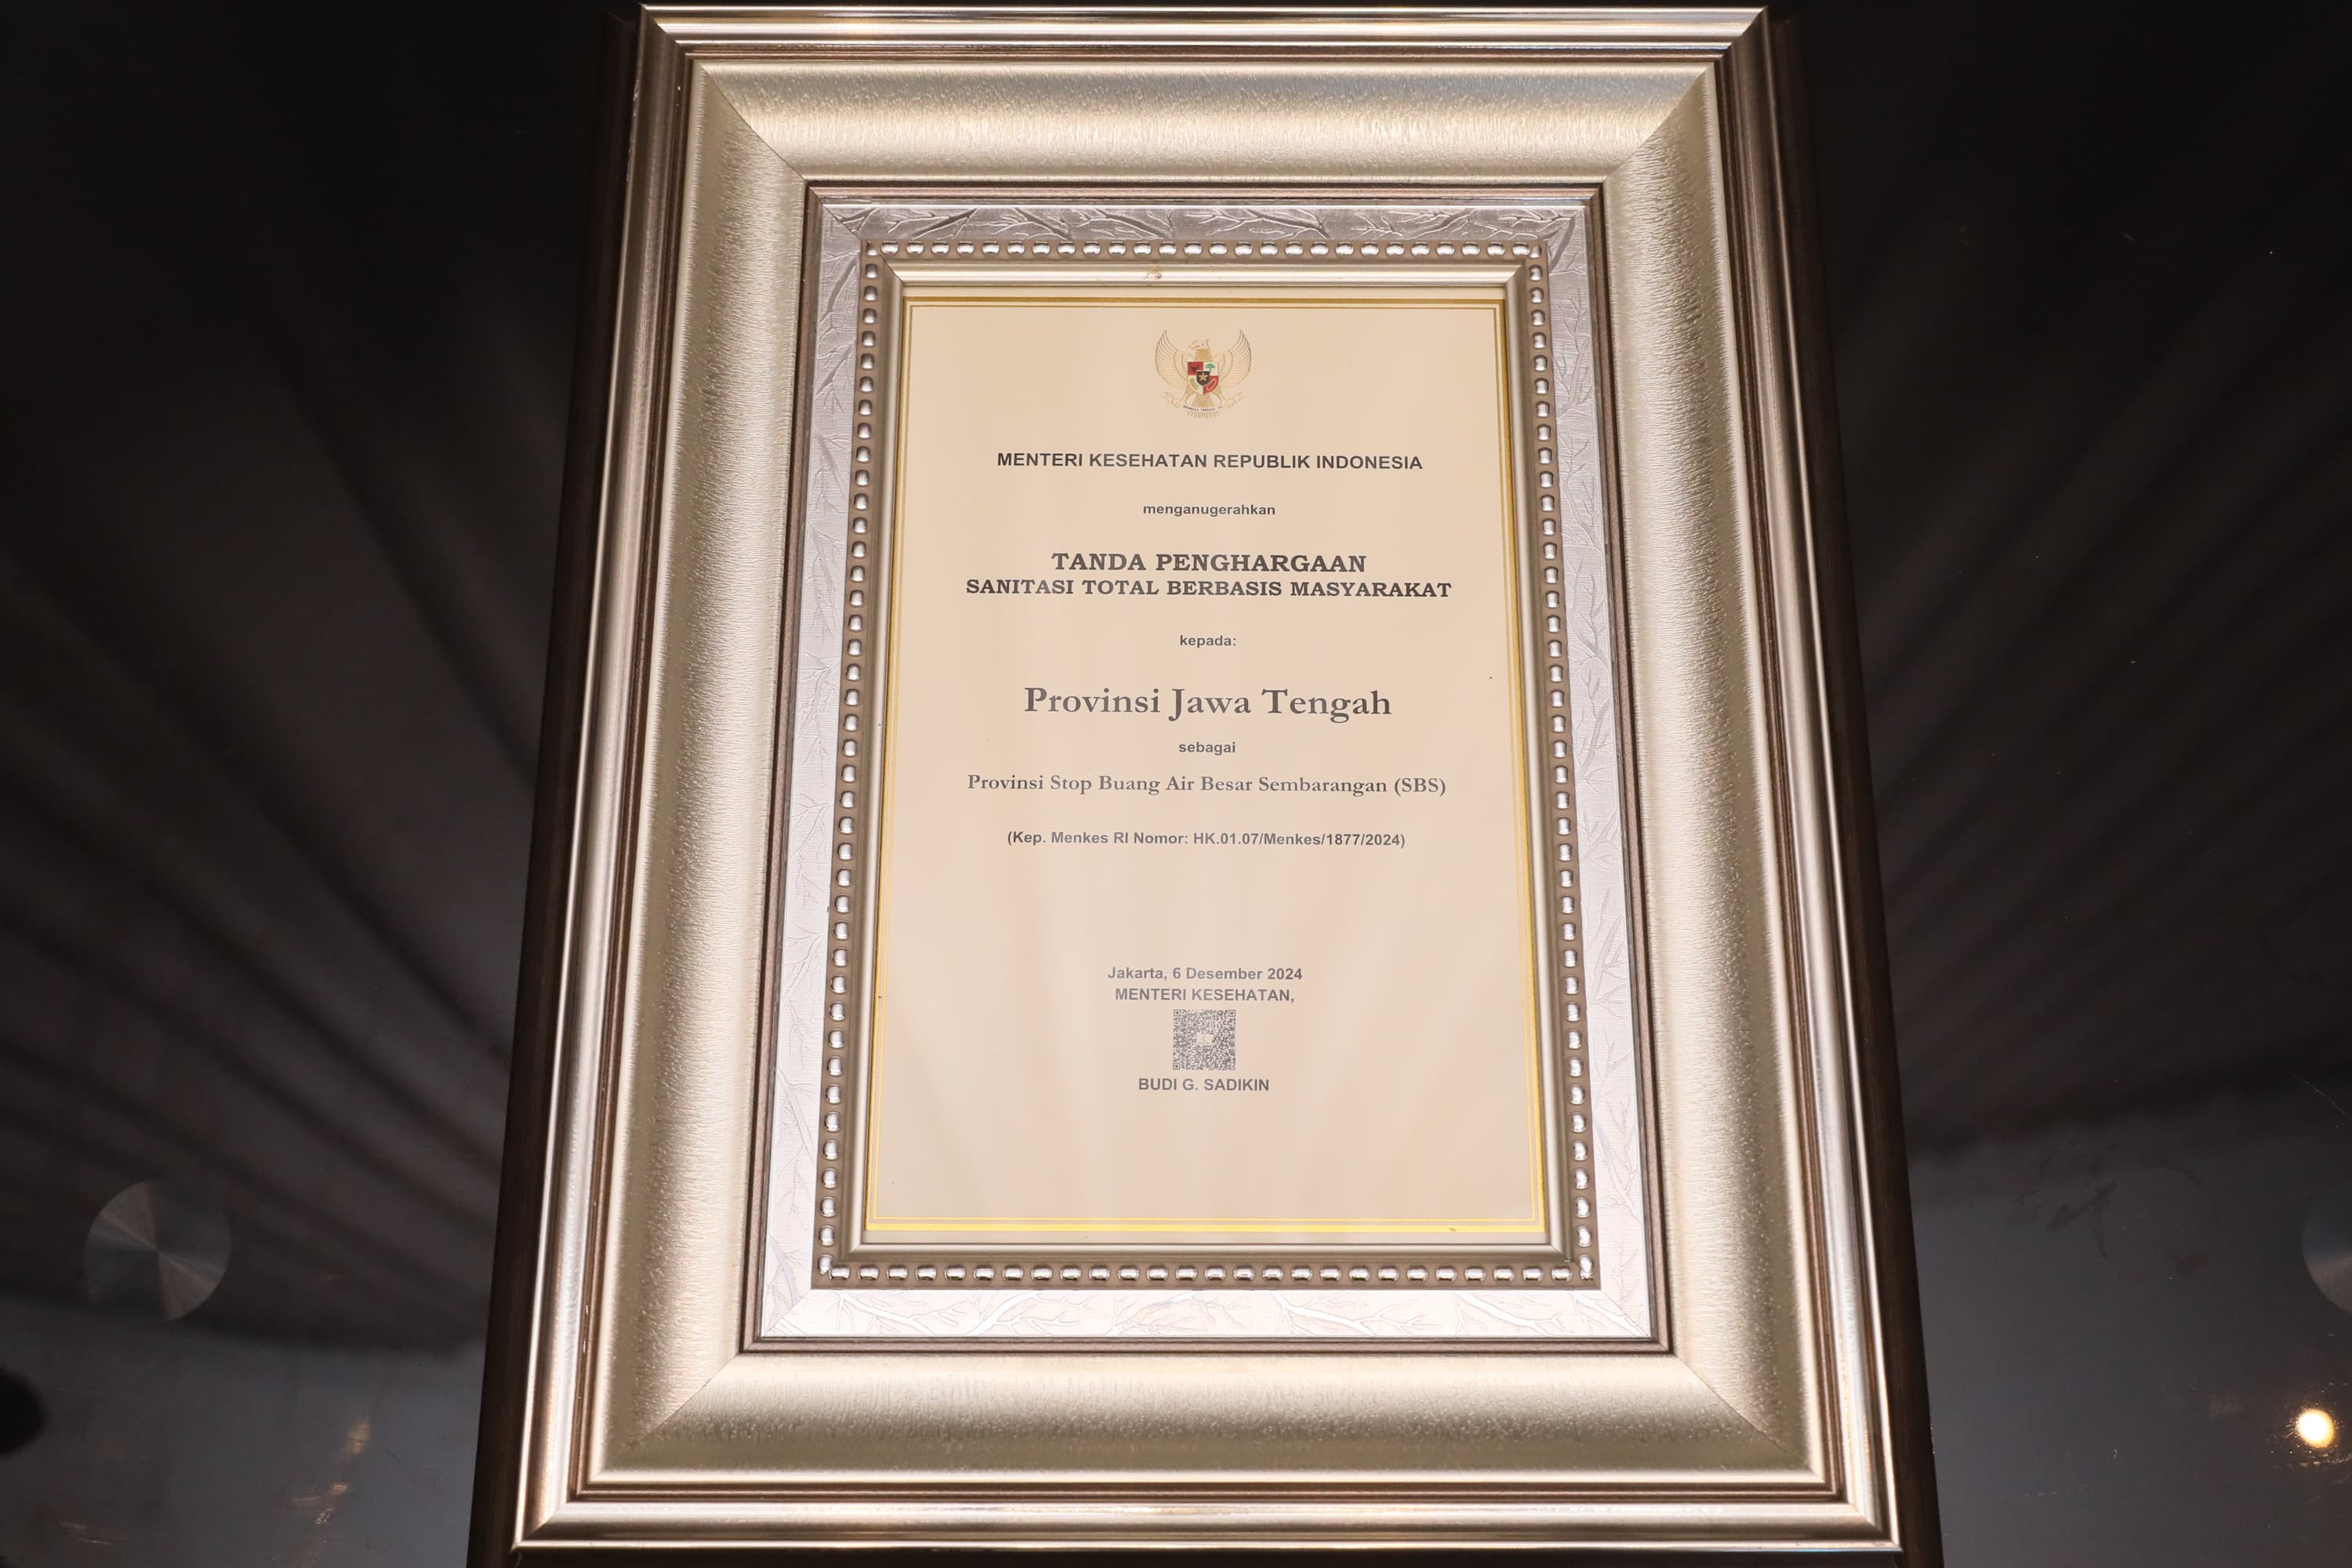 MENTERI KESEHATAN REPUBLIK INDONESIA
menganugerahkan
TANDA PENGHARGAAN
SANITASI TOTAL BERBASIS MASYARAKAT
kepada:
Provinsi Jawa Tengah
sebagai
Provinsi Stop Buang Air Besar Sembarangan (SBS)
(Kep. Menkes RI Nomor: HK.01.07/Menkes/1877/2024)
Jakarta, 6 Desember 2024
MENTERI KESEHATAN,
BUDI G. SADIKIN